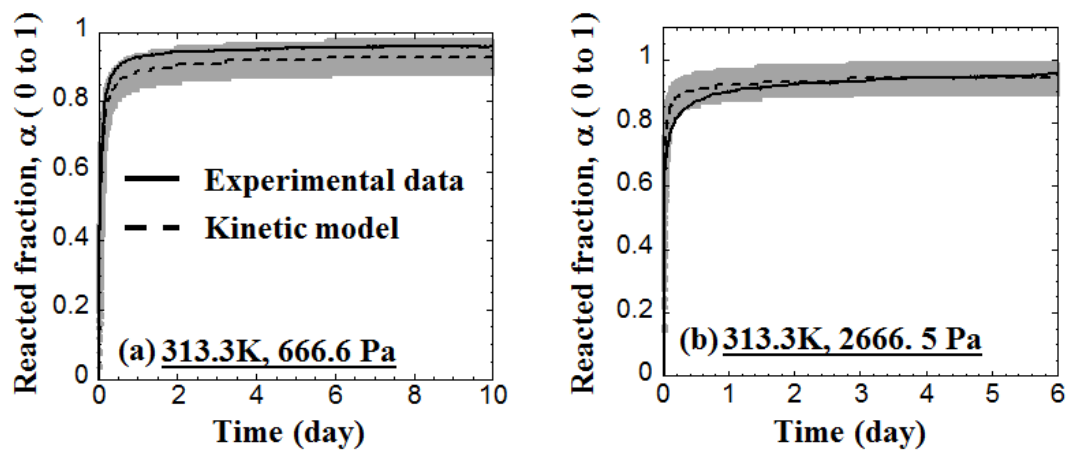 Reacted fraction, α ( 0 to 1)
1
0.8
0.6
0.4
0.2
0
Experimental data
Kinetic model
(a) 313.3K, 666.6 Pa
0 2 4 6 8 10
Time (day)
Reacted fraction, α ( 0 to 1)
1
0.8
0.6
0.4
0.2
0
(b) 313.3K, 2666. 5 Pa
0 1 2 3 4 5 6
Time (day)